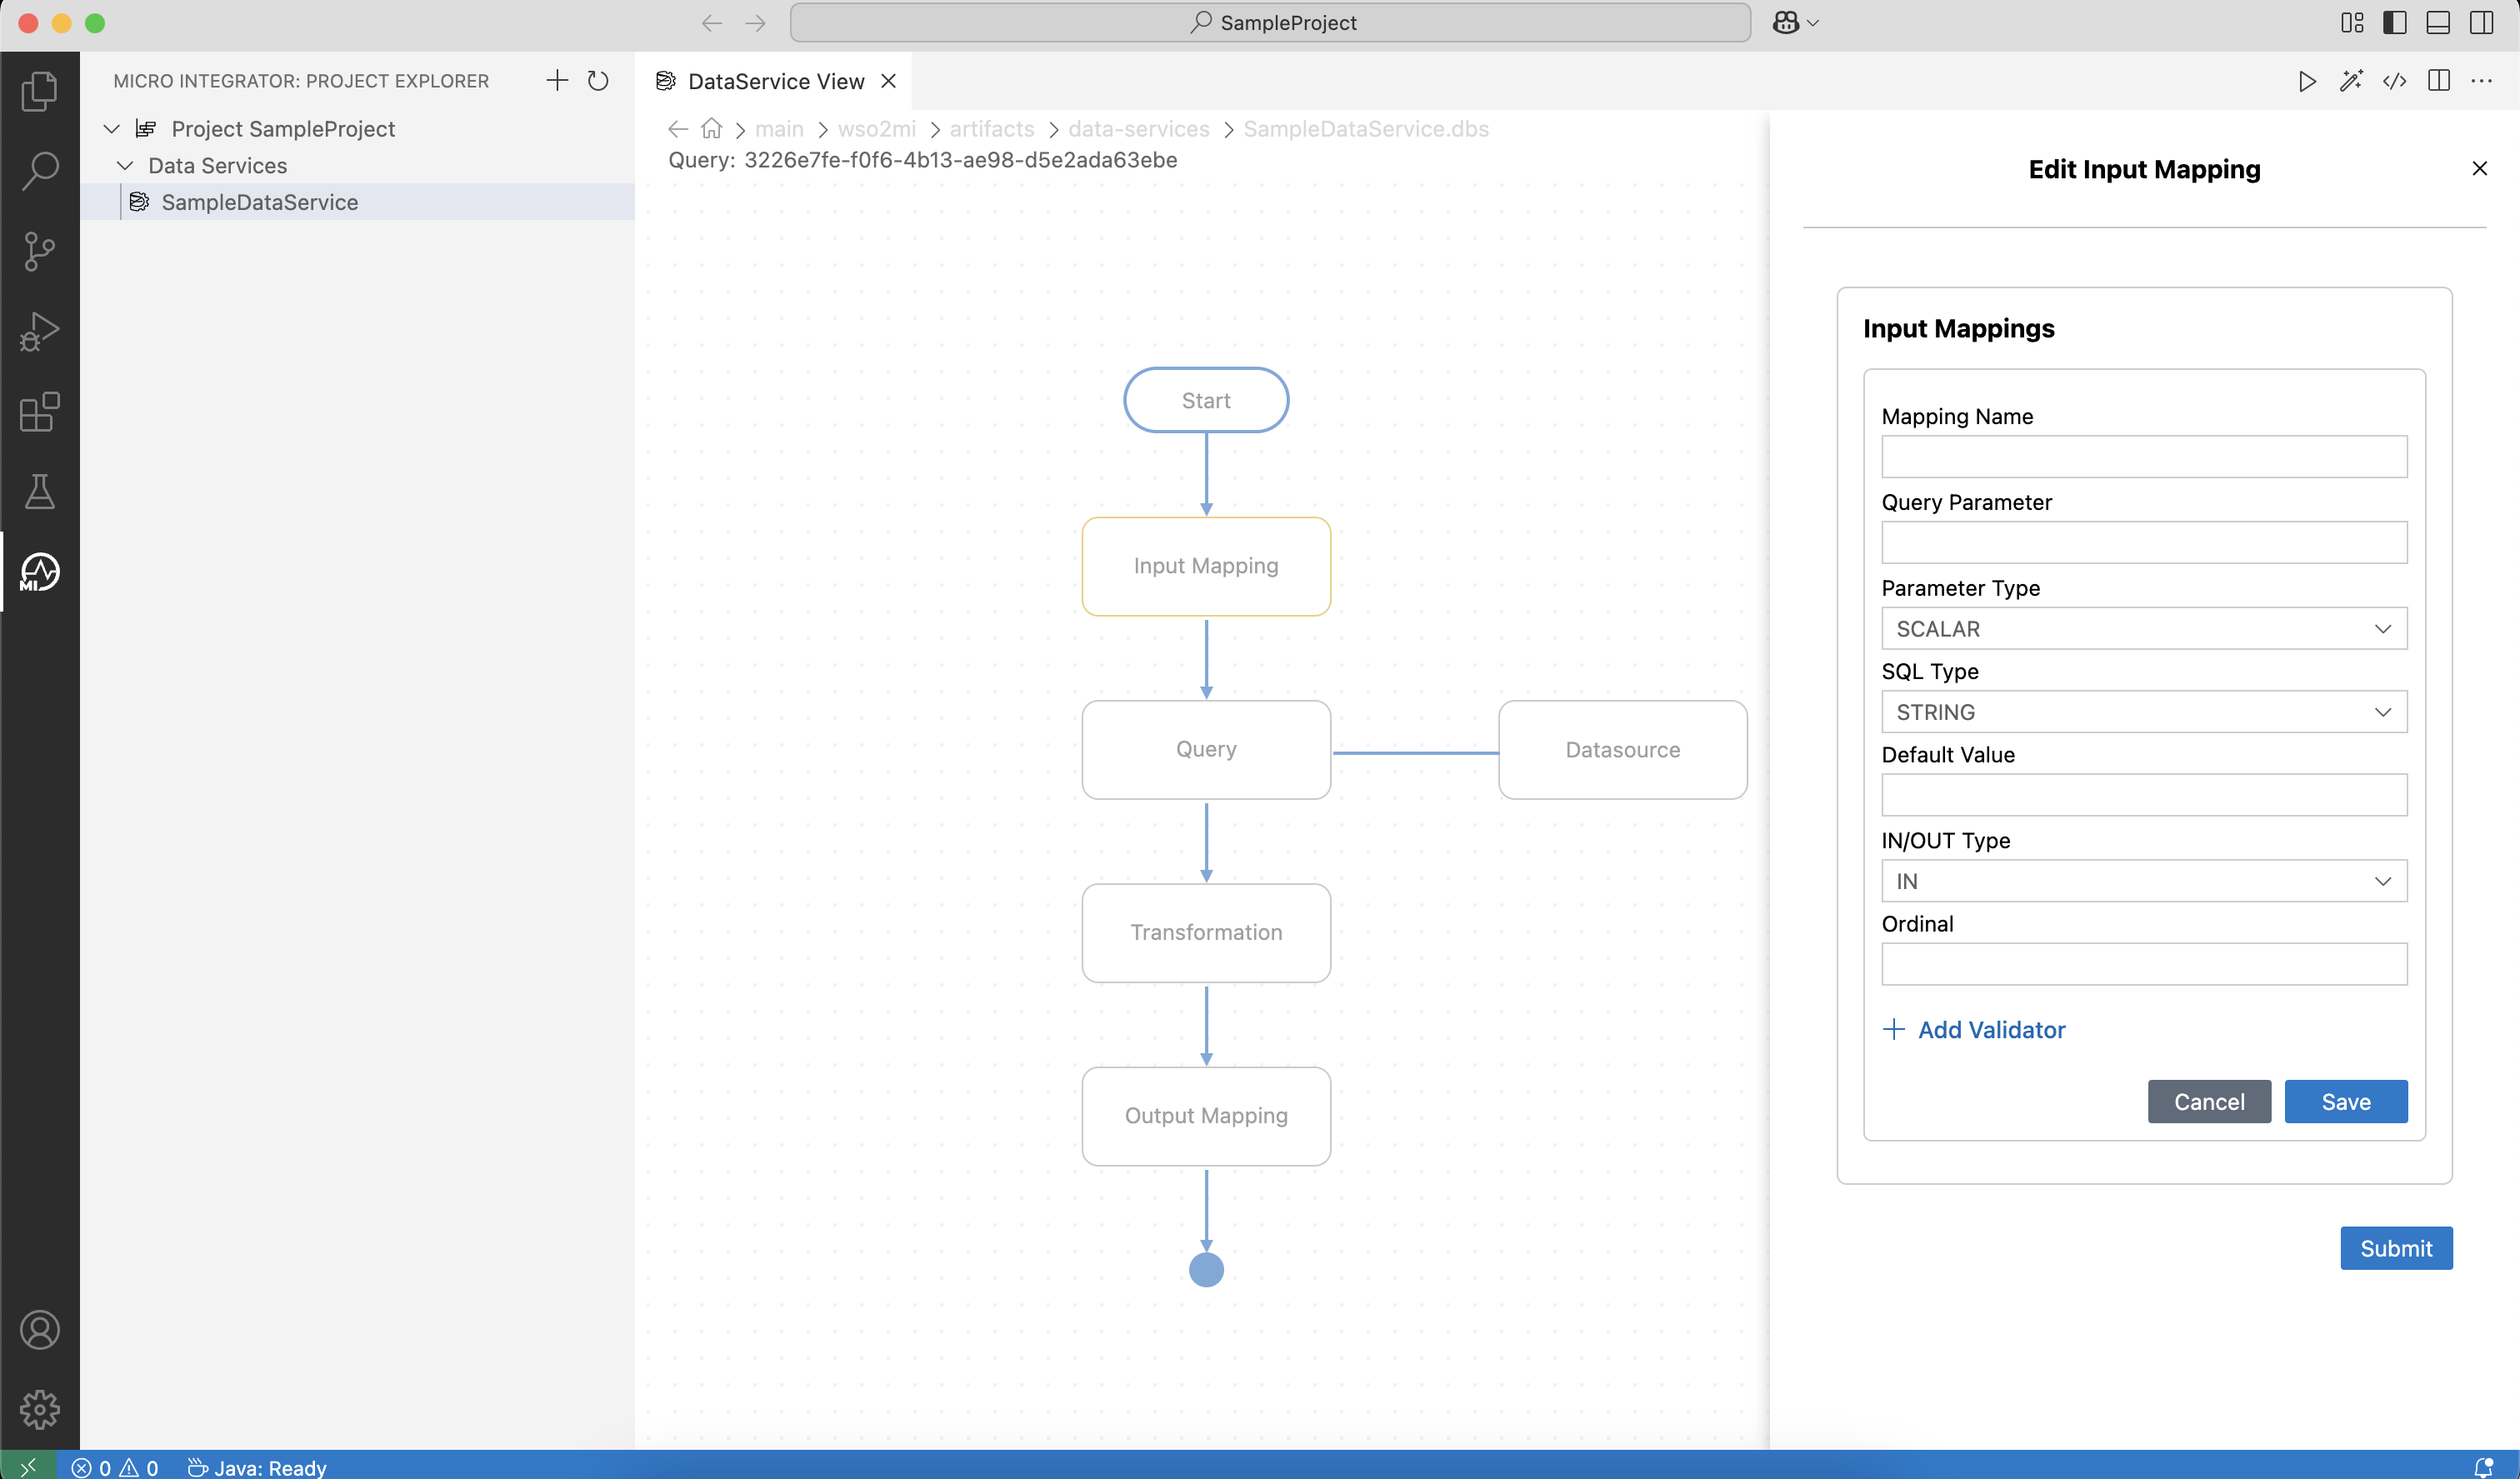 SampleProject
MICRO INTEGRATOR: PROJECT EXPLORER
Project SampleProject
Data Services
SampleDataService
MI
DataService View
main wso2mi artifacts data-services SampleDataService.dbs
Query: 3226e7fe-f0f6-4b13-ae98-d5e2ada63ebe
Start
Input Mapping
Query
Datasource
Transformation
Output Mapping
Edit Input Mapping
Input Mappings
Mapping Name
Query Parameter
Parameter Type
SCALAR
SQL Type
STRING
Default Value
IN/OUT Type
IN
Ordinal
Add Validator
Cancel
Save
Submit
0 0 Java: Ready